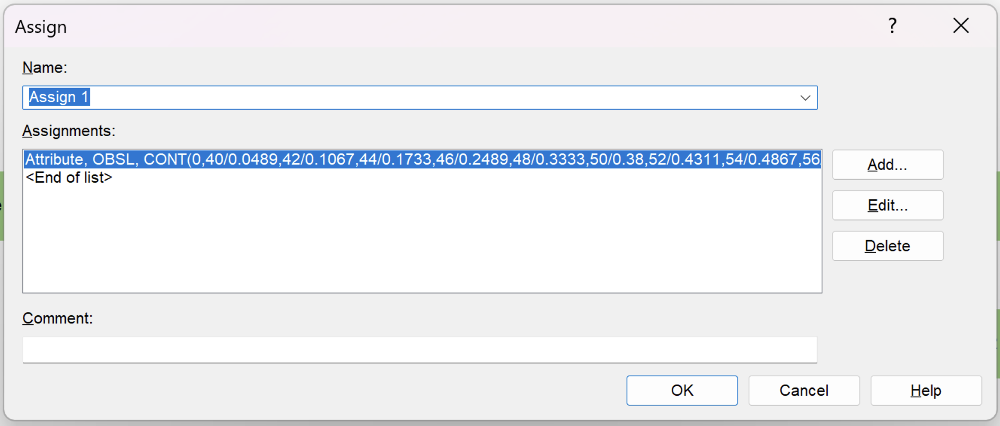 Assign
?
Name:
Assign 1
Assignments:
Attribute, OBSL, CONT(0,40/0.0489,42/0.1067,44/0.1733,46/0.2489,48/0.3333,50/0.38,52/0.4311,54/0.4867,56
<End of list>
Add...
Edit...
Delete
Comment:
OK
Cancel
Help